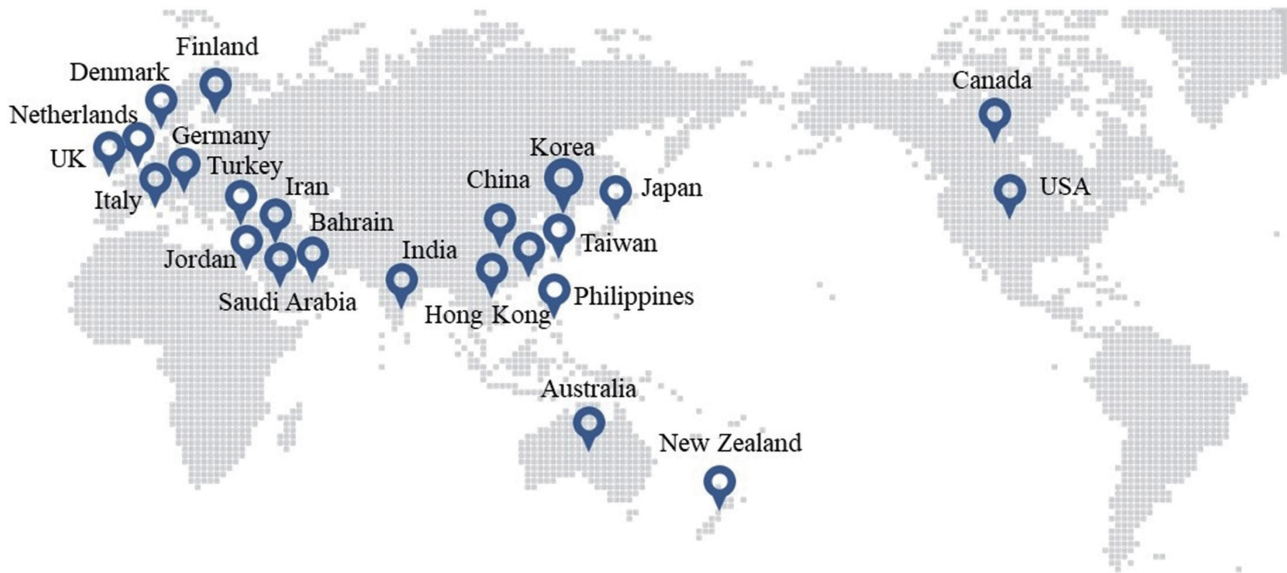 Finland
Denmark
Canada
Netherlands
Germany
Korea
UK
Turkey
China
Iran
Japan
USA
Italy
Bahrain
India
Taiwan
Jordan
Saudi Arabia
Philippines
Hong Kong
Australia
New Zealand